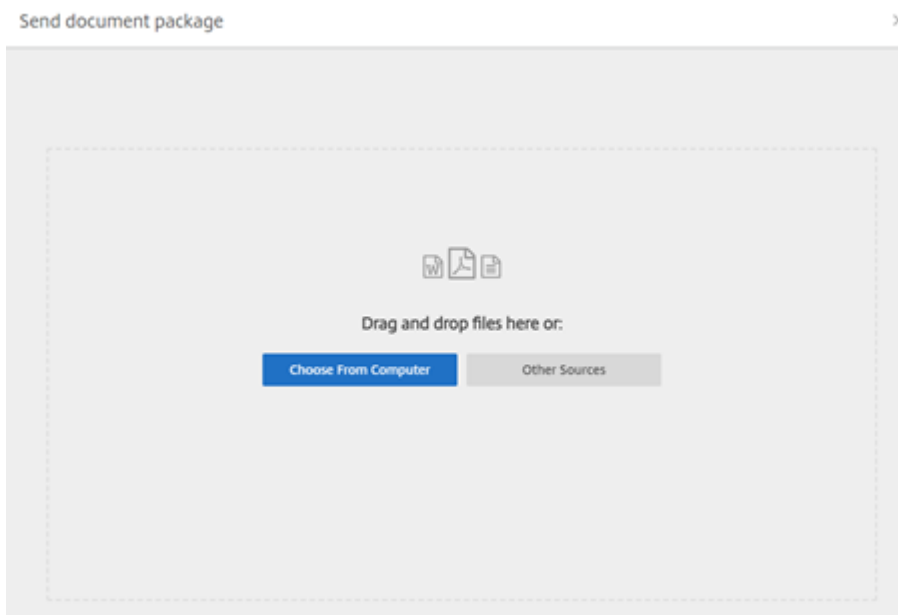 Send document package
W
Drag and drop files here or:
Choose From Computer
Other Sources